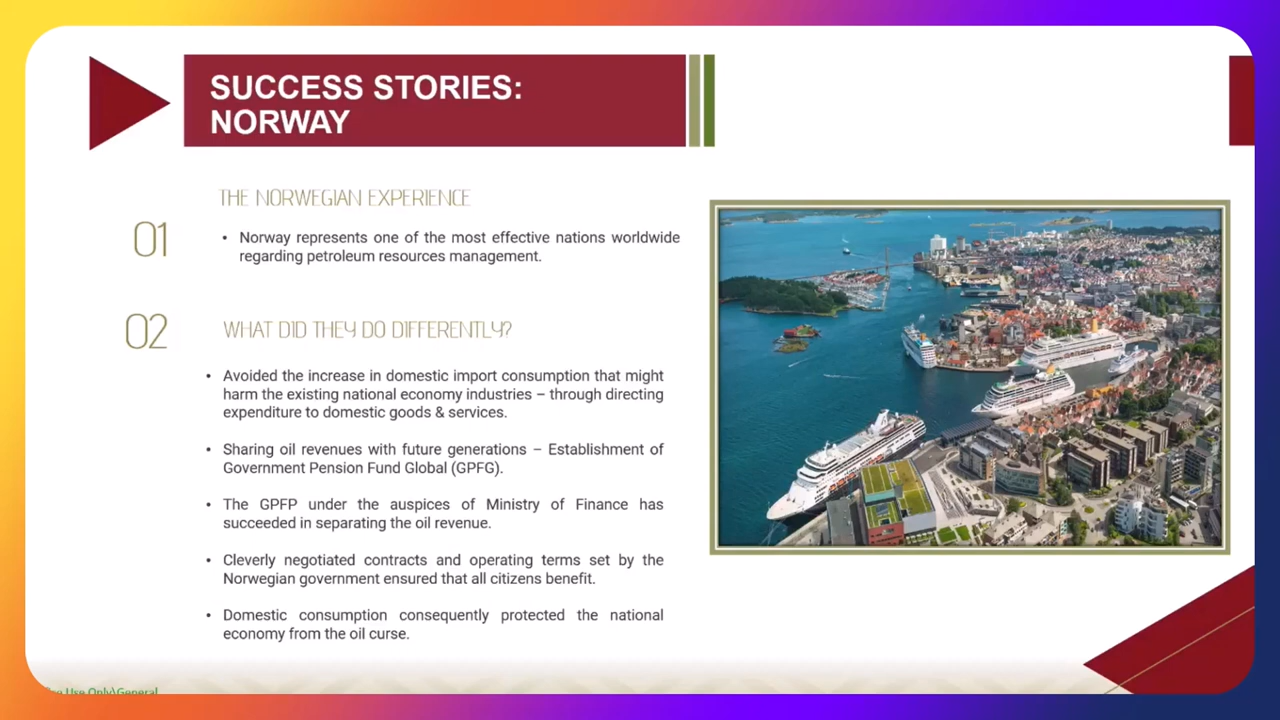 SUCCESS STORIES:
NORWAY
THE NORWEGIAN EXPERIENCE
01
• Norway represents one of the most effective nations worldwide
regarding petroleum resources management.
02
WHAT DID THEY DO DIFFERENTLY?
• Avoided the increase in domestic import consumption that might
harm the existing national economy industries – through directing
expenditure to domestic goods & services.
• Sharing oil revenues with future generations – Establishment of
Government Pension Fund Global (GPFG).
• The GPFP under the auspices of Ministry of Finance has
succeeded in separating the oil revenue.
• Cleverly negotiated contracts and operating terms set by the
Norwegian government ensured that all citizens benefit.
• Domestic consumption consequently protected the national
economy from the oil curse.
Use Only\General